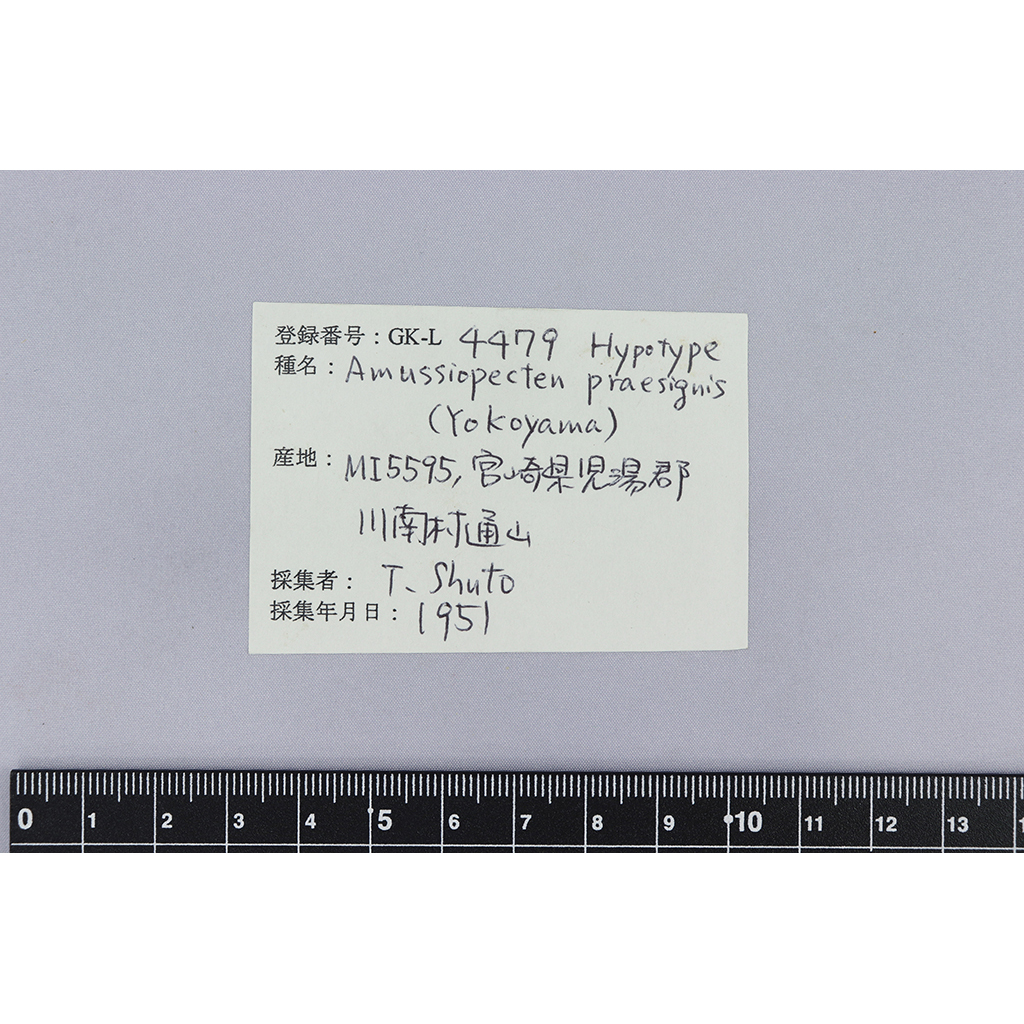 登録番号：GK-L 4479 Hypotype
種名：Amussiopecten praesignis
(Yokoyama)
産地：MI5595, 宮崎県児湯郡
川南村通山
採集者： T. Shuto
採集年月日：1951
0 1 2 3 4 5 6 7 8 9 10 11 12 13